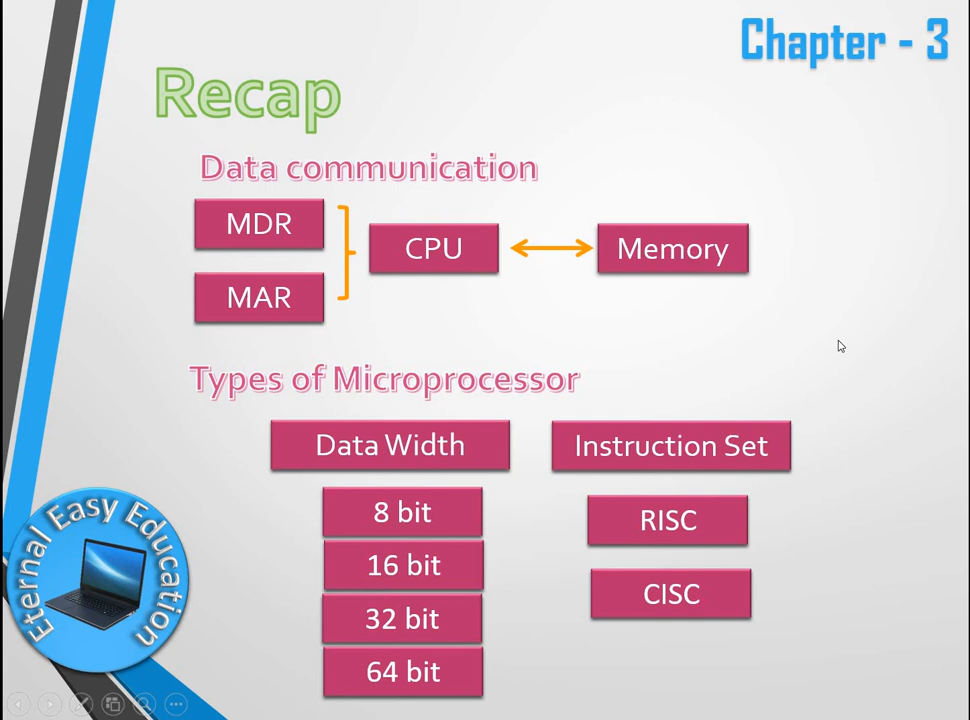 Chapter - 3
Recap
Data communication
MDR
MAR
CPU
Memory
Types of Microprocessor
Data Width
Instruction Set
8 bit
16 bit
32 bit
64 bit
RISC
CISC
Eternal Easy Education